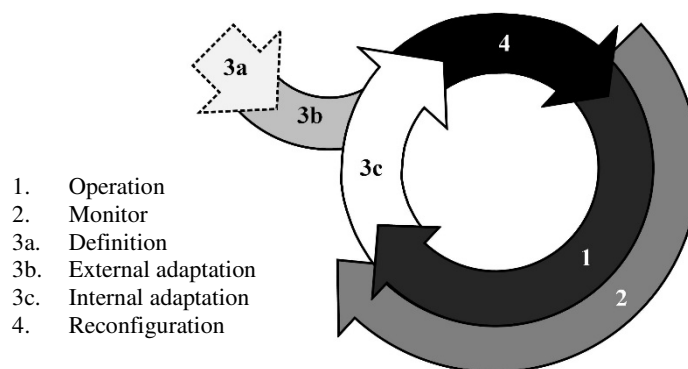 4
3a
3b
3c
1. Operation
2. Monitor
3a. Definition
3b. External adaptation
3c. Internal adaptation
4. Reconfiguration
1
2